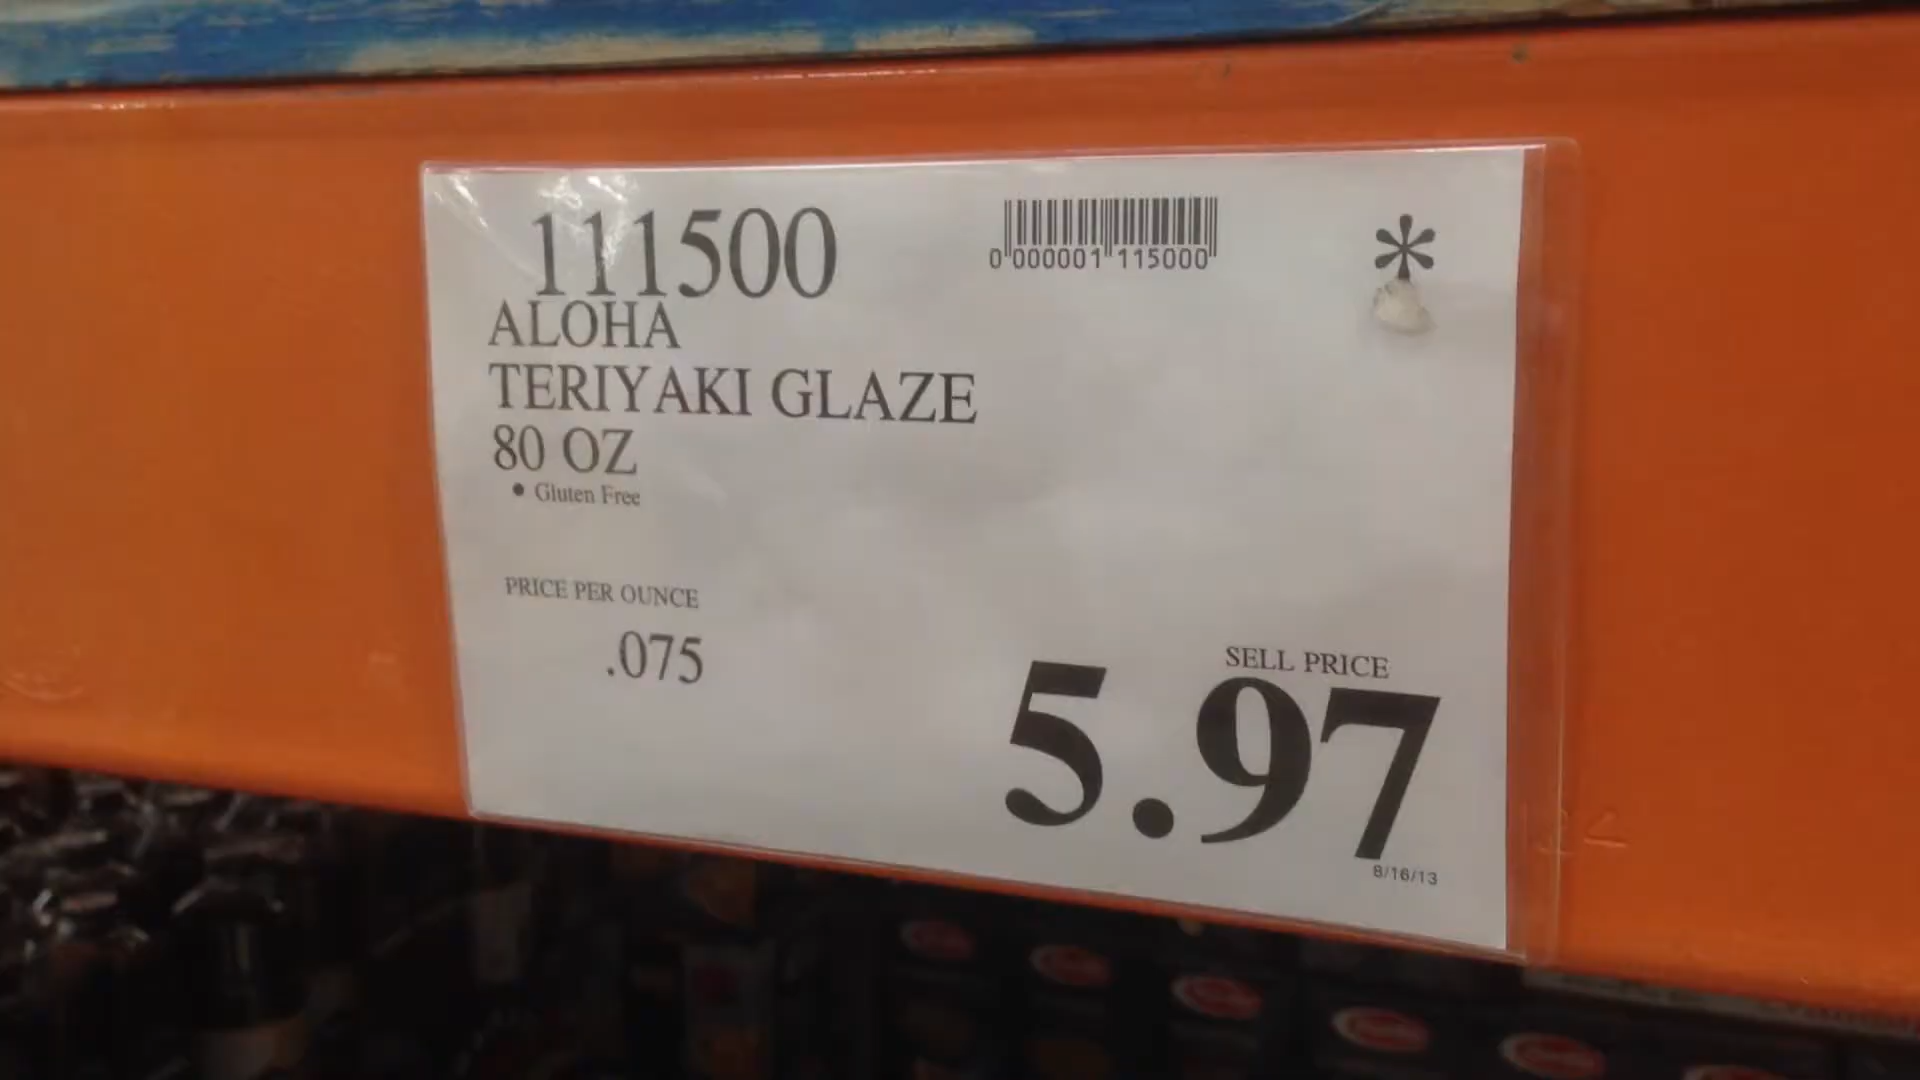 111500
0 000001 115000
*
ALOHA
TERIYAKI GLAZE
80 OZ
• Gluten Free
PRICE PER OUNCE
.075
SELL PRICE
5.97
8/16/13